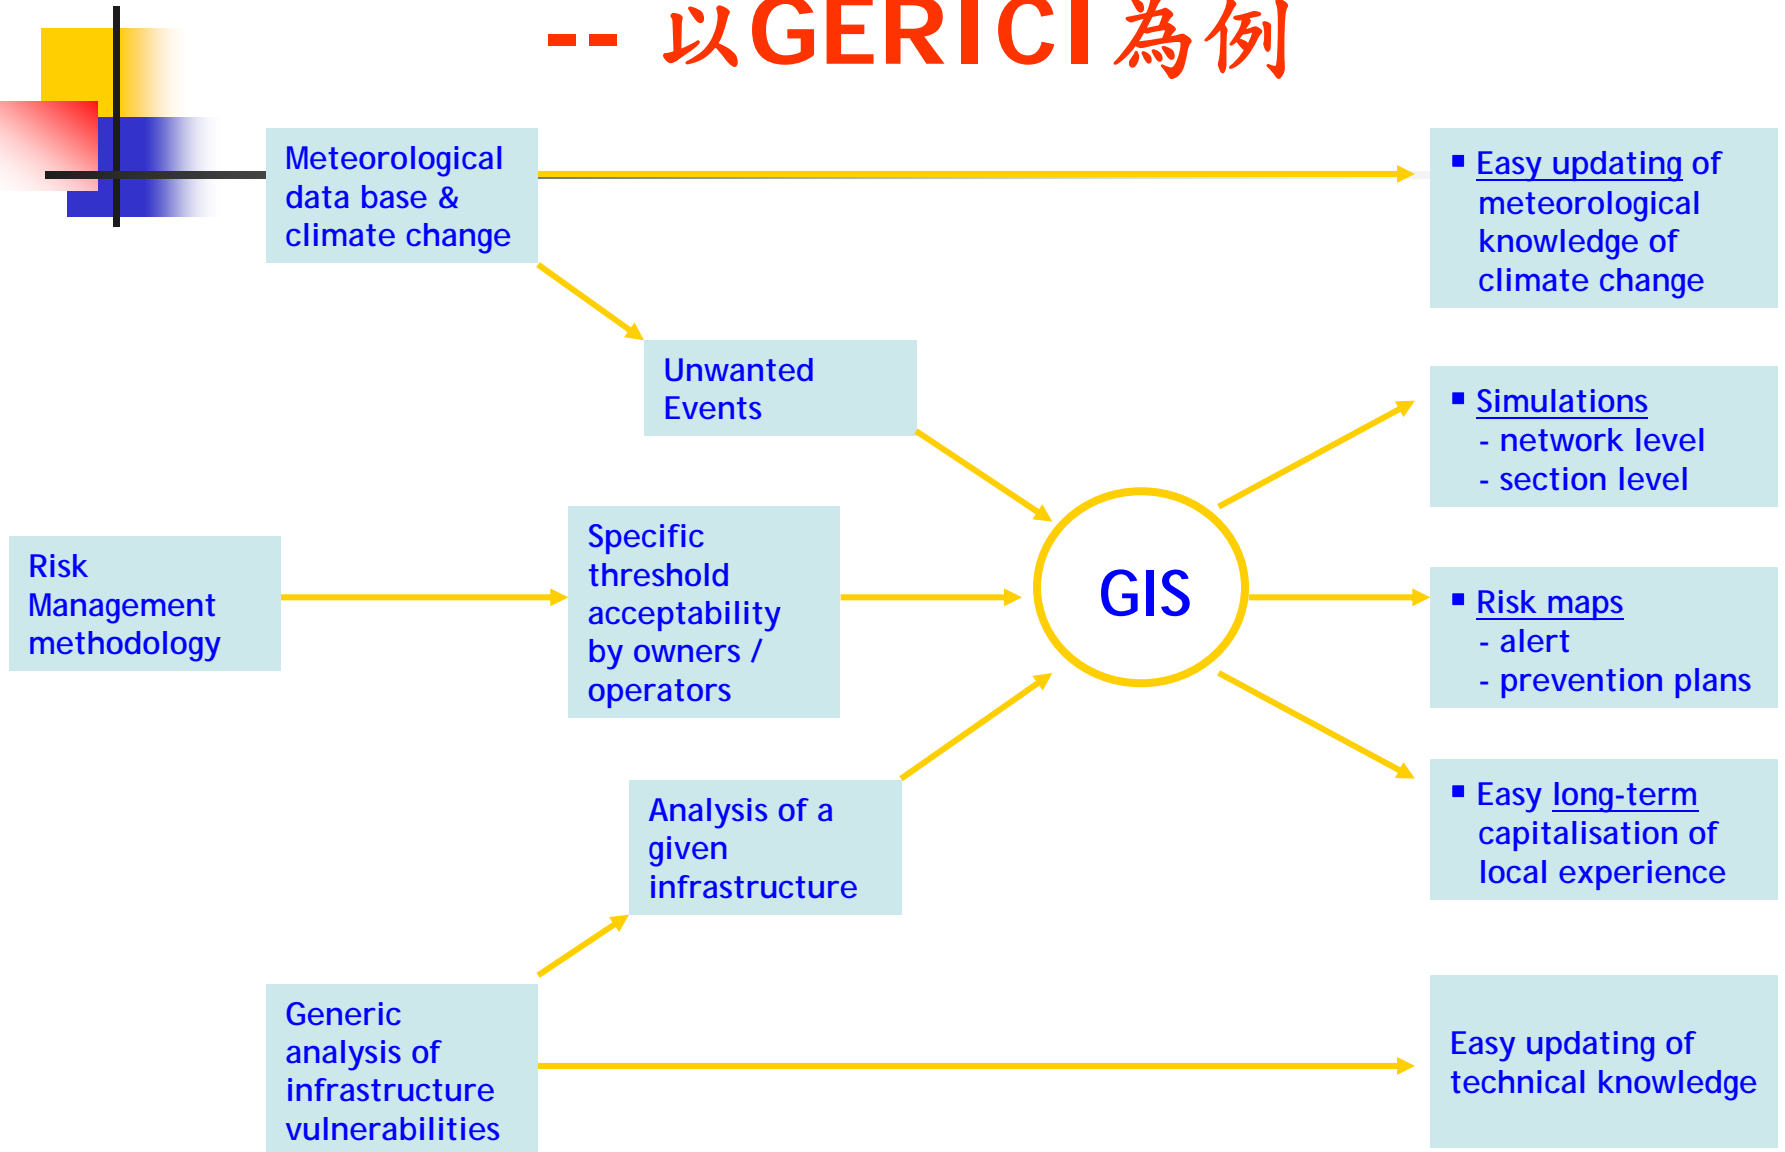 -- 以GERICI為例
Meteorological
data base &
climate change
▪ Easy updating of
meteorological
knowledge of
climate change
Unwanted
Events
▪ Simulations
- network level
- section level
Risk
Management
methodology
Specific
threshold
acceptability
by owners /
operators
GIS
▪ Risk maps
- alert
- prevention plans
Analysis of a
given
infrastructure
▪ Easy long-term
capitalisation of
local experience
Generic
analysis of
infrastructure
vulnerabilities
Easy updating of
technical knowledge